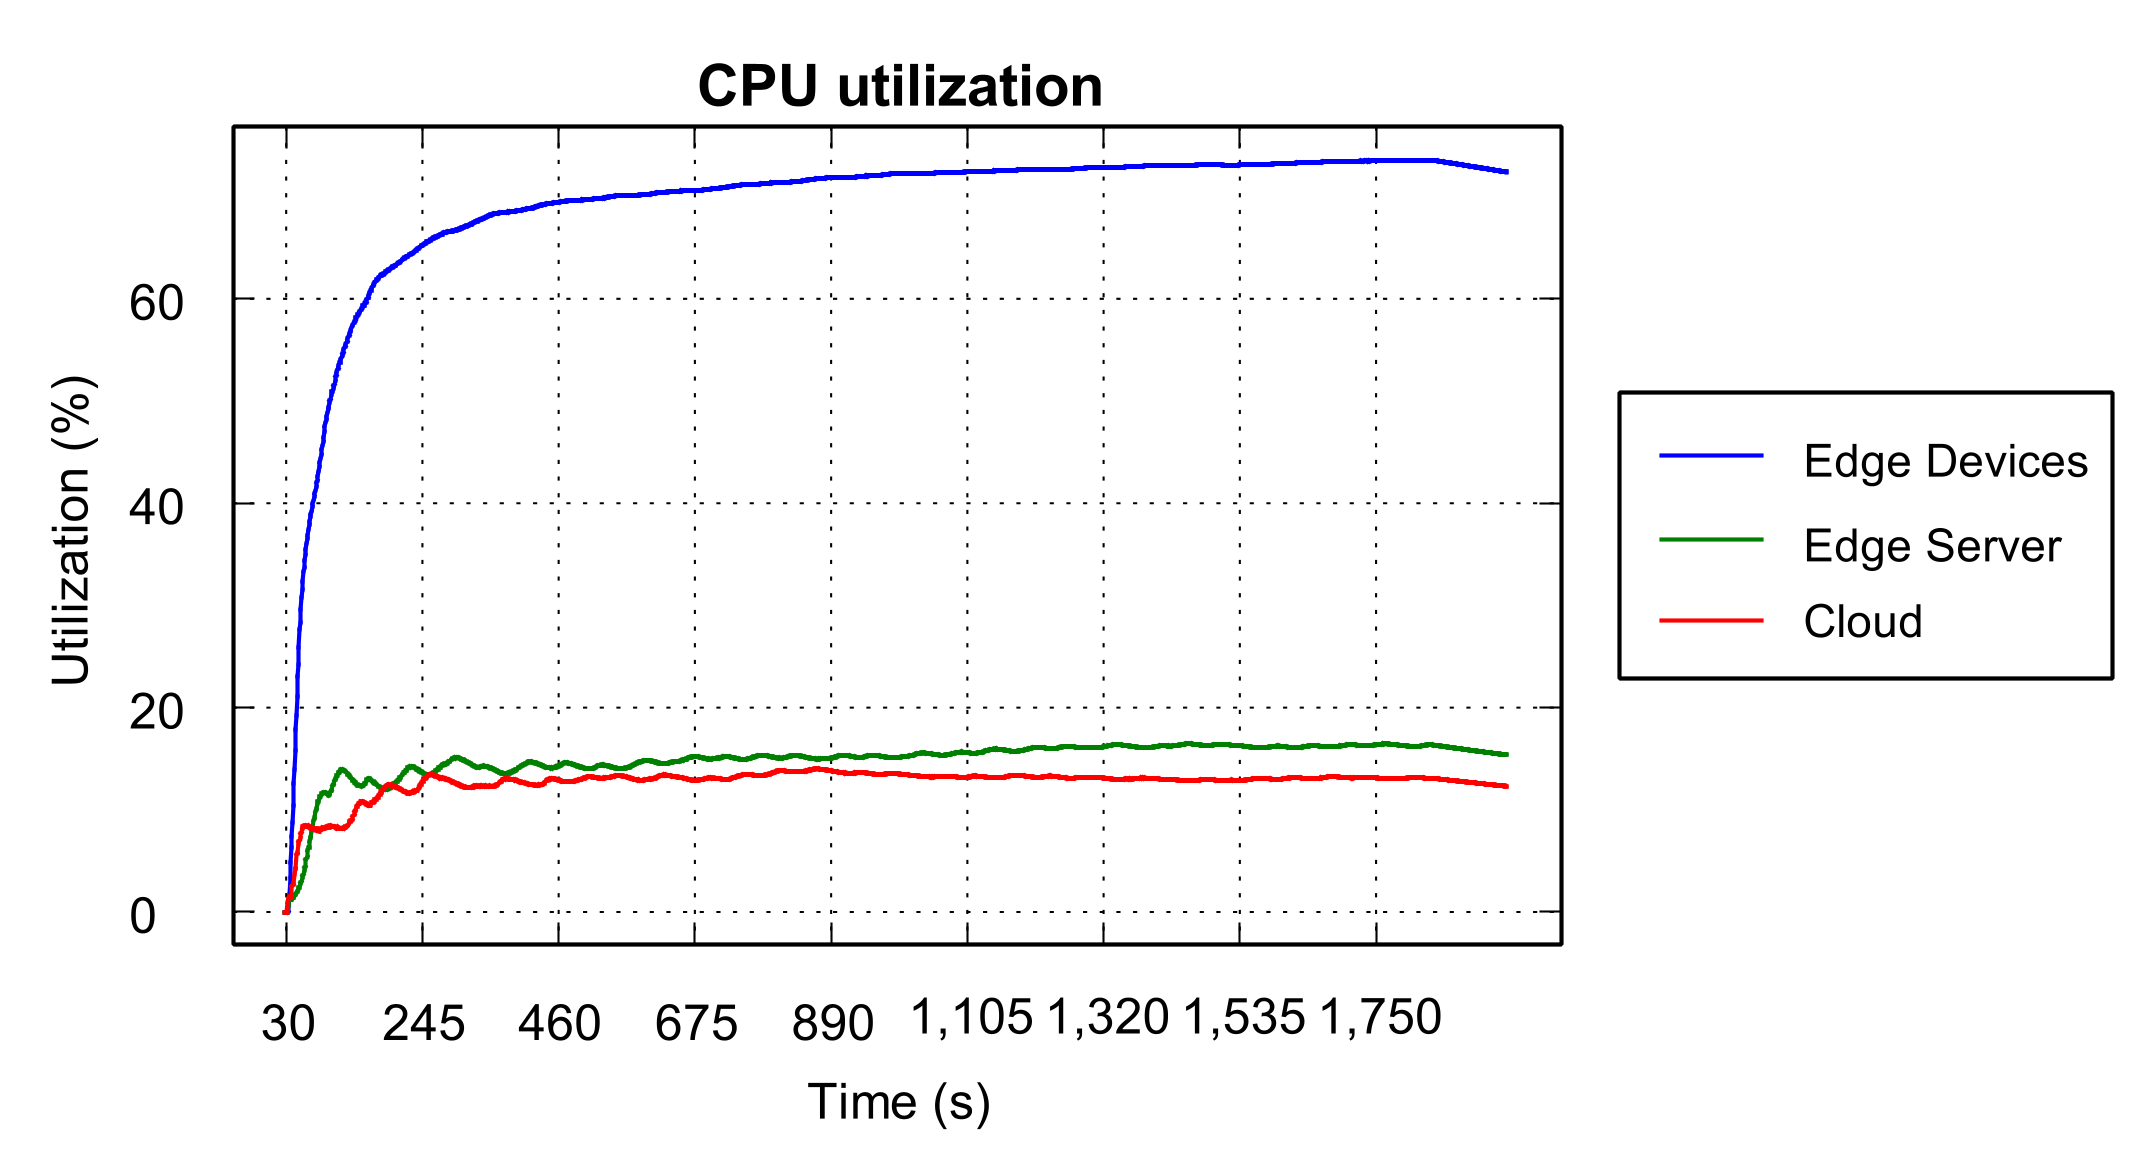 CPU utilization
Utilization (%)
60
40
20
0
30 245 460 675 890 1,105 1,320 1,535 1,750
Time (s)
Edge Devices
Edge Server
Cloud